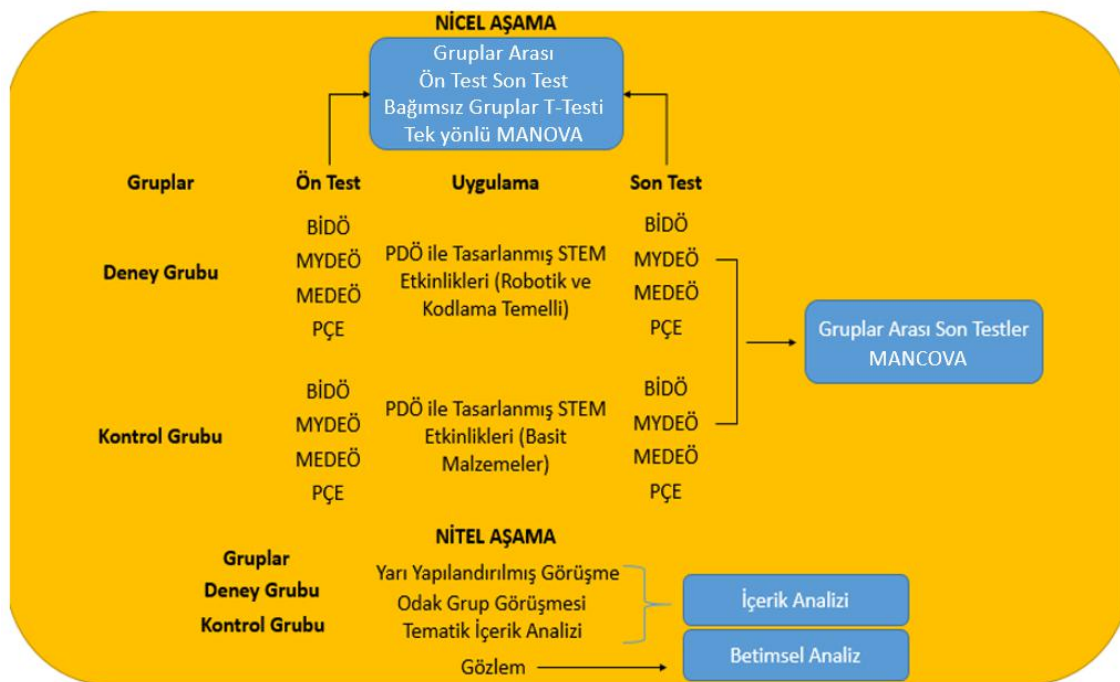 NİCEL AŞAMA
Gruplar Arası
Ön Test Son Test
Bağımsız Gruplar T-Testi
Tek yönlü MANOVA
Gruplar Ön Test Uygulama Son Test
Deney Grubu
BİDÖ
MYDEÖ
MEDEÖ
PÇE
PDÖ ile Tasarlanmış STEM
Etkinlikleri (Robotik ve
Kodlama Temelli)
BİDÖ
MYDEÖ
MEDEÖ
PÇE
Gruplar Arası Son Testler
MANCOVA
Kontrol Grubu
BİDÖ
MYDEÖ
MEDEÖ
PÇE
PDÖ ile Tasarlanmış STEM
Etkinlikleri (Basit
Malzemeler)
BİDÖ
MYDEÖ
MEDEÖ
PÇE
NİTEL AŞAMA
Gruplar
Deney Grubu
Kontrol Grubu
Yarı Yapılandırılmış Görüşme
Odak Grup Görüşmesi
Tematik İçerik Analizi
Gözlem
İçerik Analizi
Betimsel Analiz